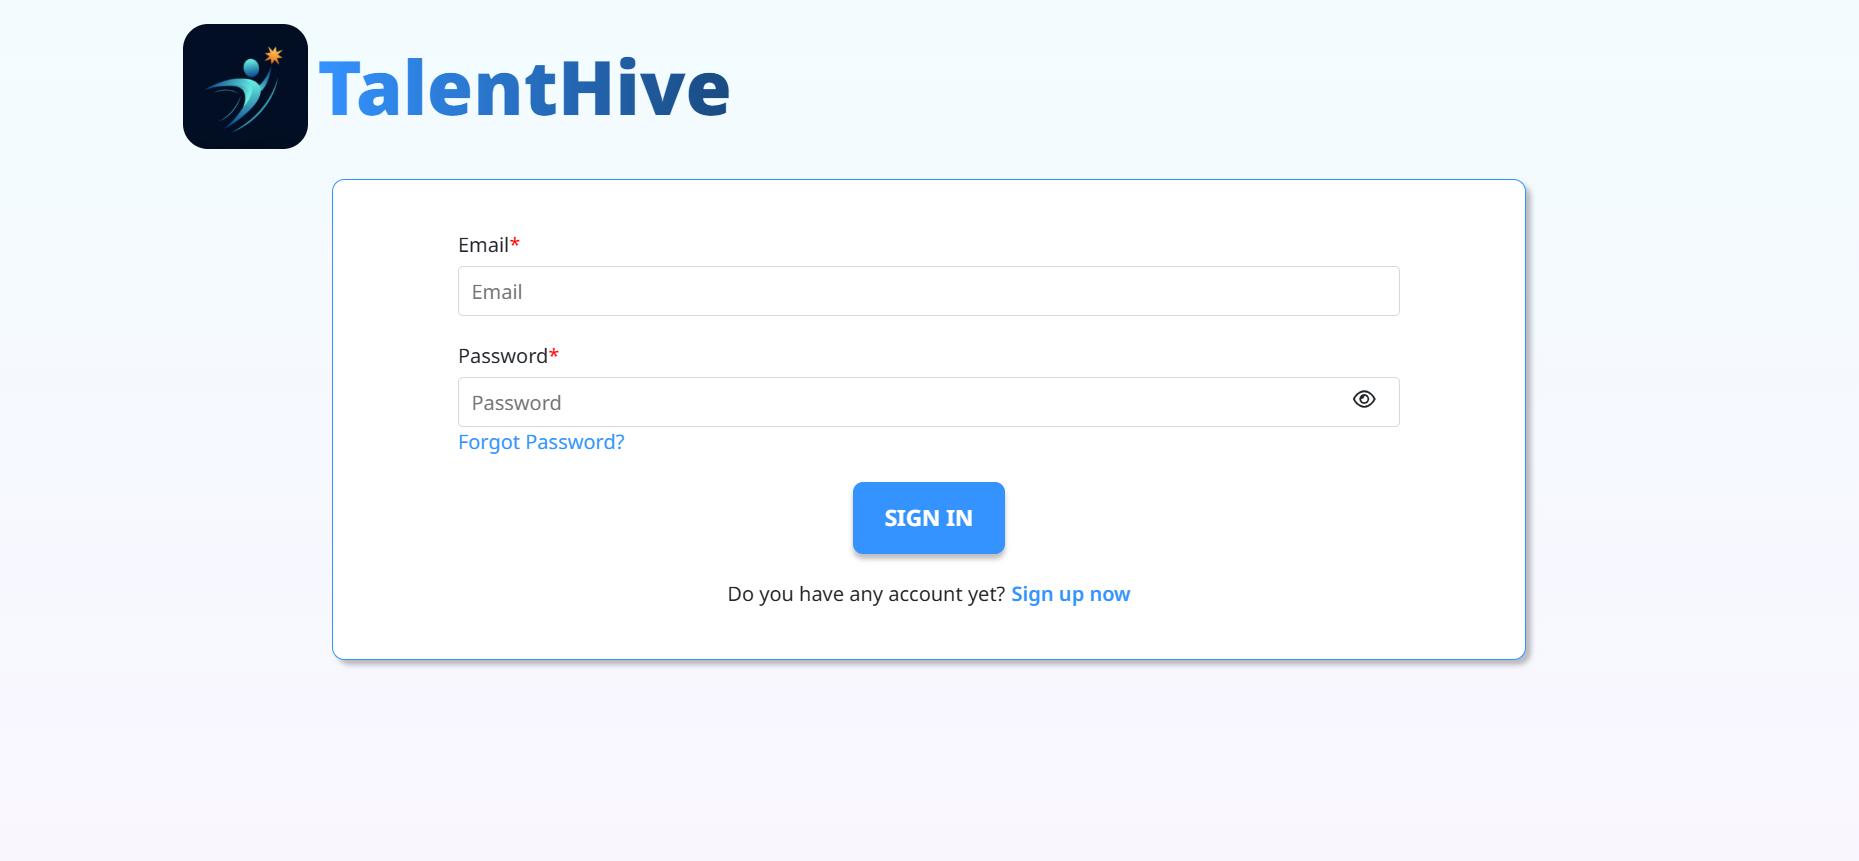 TalentHive
Email*
Email
Password*
Password
Forgot Password?
SIGN IN
Do you have any account yet? Sign up now